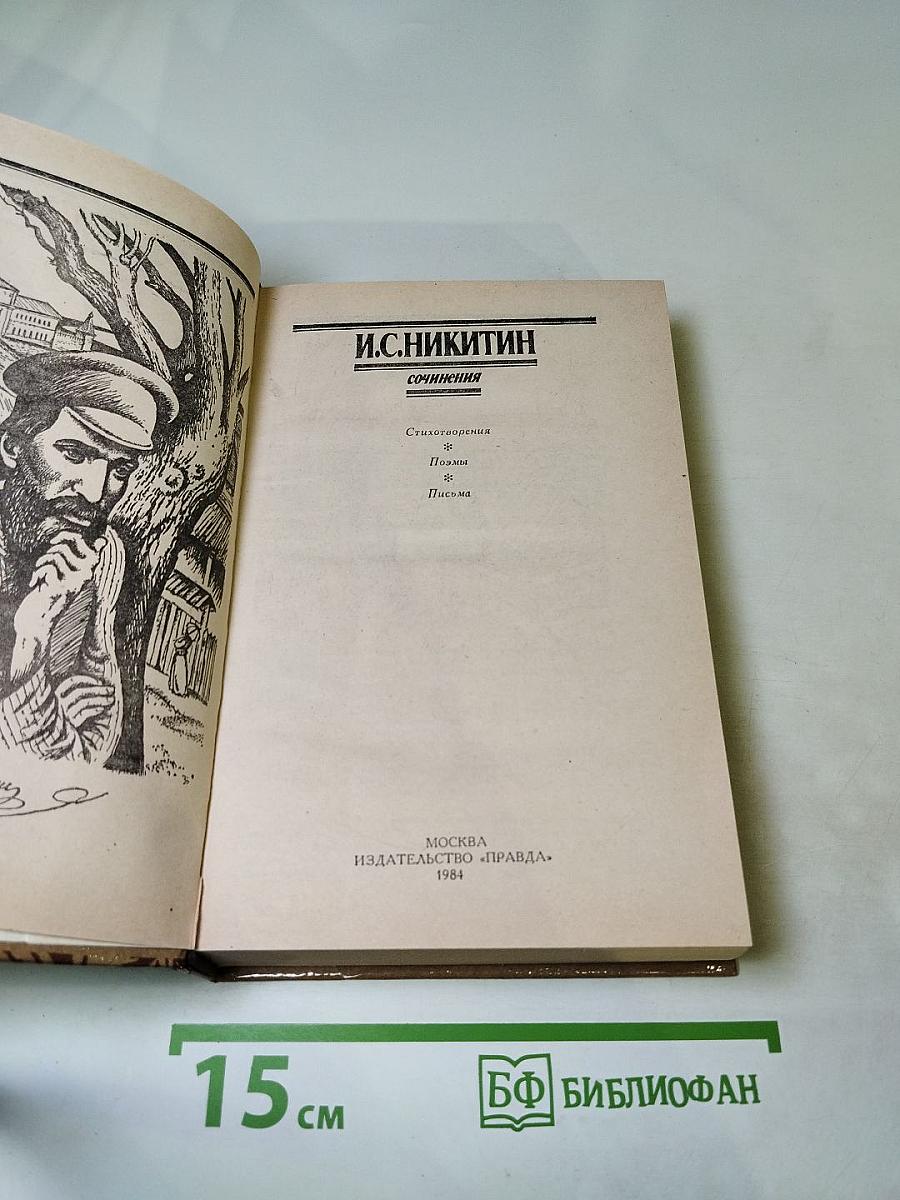 И.С.НИКИТИН
СОЧИНЕНИЯ
Стихотворения
*
Поэмы
*
Письма
МОСКВА
ИЗДАТЕЛЬСТВО «ПРАВДА»
1984
15 см
БФ БИБЛИОФАН